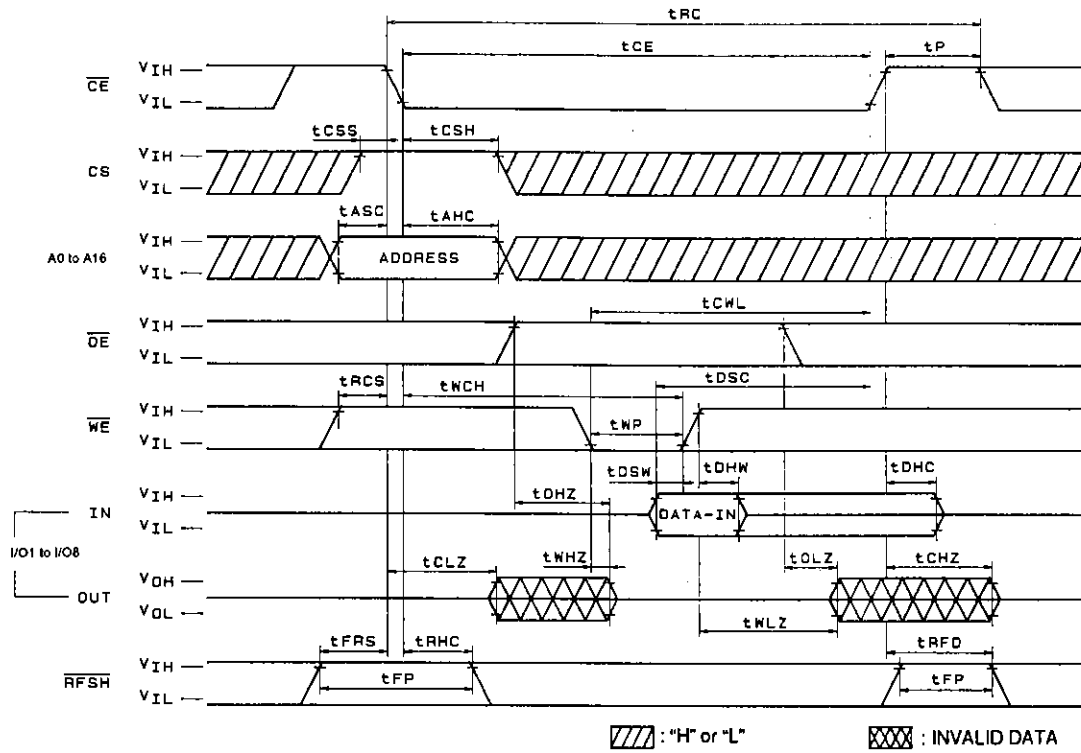 tRC
tCE
tP
CE
VIH
VIL
tCSS
tCSH
CS
VIH
VIL
tASC
tAHC
A0 to A16
VIH
VIL
ADDRESS
tCWL
OE
VIH
VIL
tRCS
tWCH
tDSC
WE
VIH
VIL
tWP
tDSW
tDHW
tDHC
tOHZ
IN
VIH
VIL
DATA-IN
I/O1 to I/O8
tCLZ
tWHZ
tOLZ
tCHZ
OUT
VOH
VOL
tWLZ
tFRS
tRHC
tRFD
RFSH
VIH
VIL
tFP
tFP
: "H" or "L"
: INVALID DATA